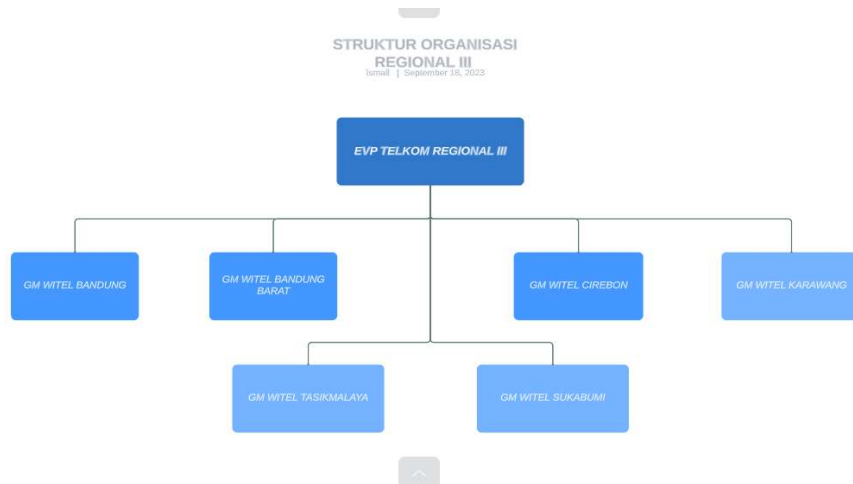 STRUKTUR ORGANISASI
REGIONAL III
Ismail | September 18, 2023
EVP TELKOM REGIONAL III
GM WITEL BANDUNG
GM WITEL BANDUNG
BARAT
GM WITEL CIREBON
GM WITEL KARAWANG
GM WITEL TASIKMALAYA
GM WITEL SUKABUMI